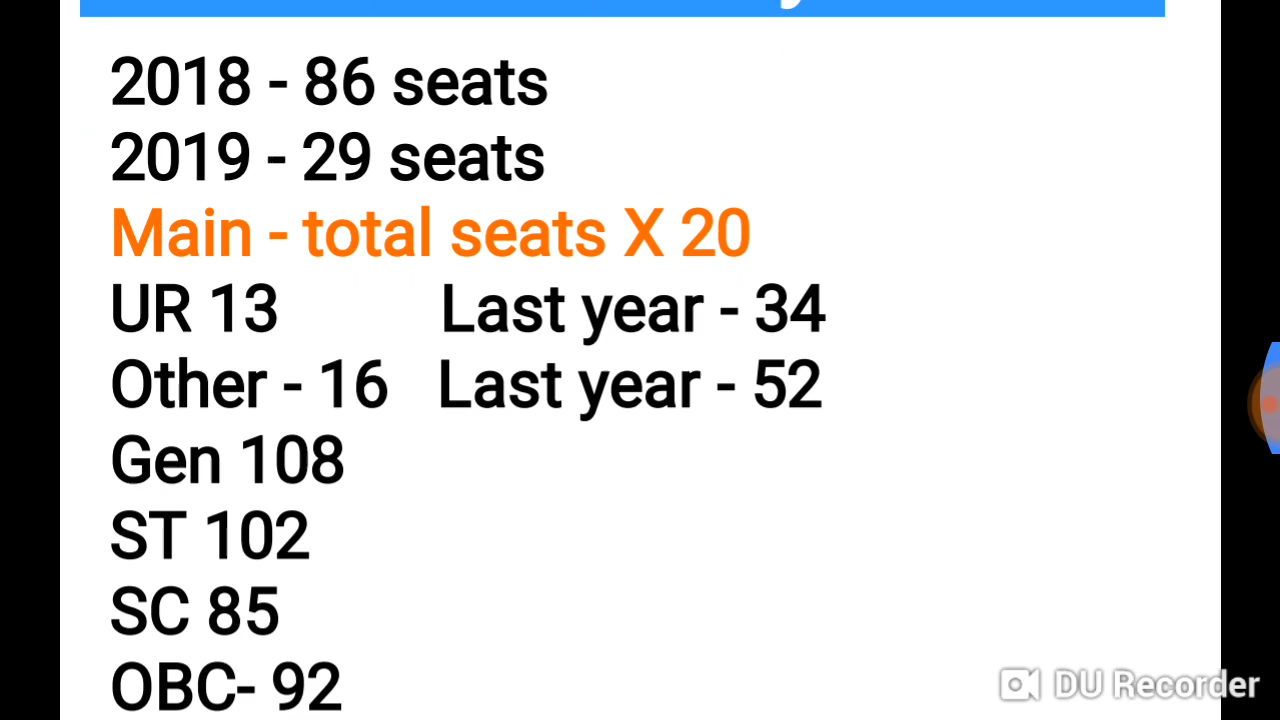 2018 - 86 seats
2019 - 29 seats
Main - total seats X 20
UR 13 Last year - 34
Other - 16 Last year - 52
Gen 108
ST 102
SC 85
OBC- 92
DU Recorder